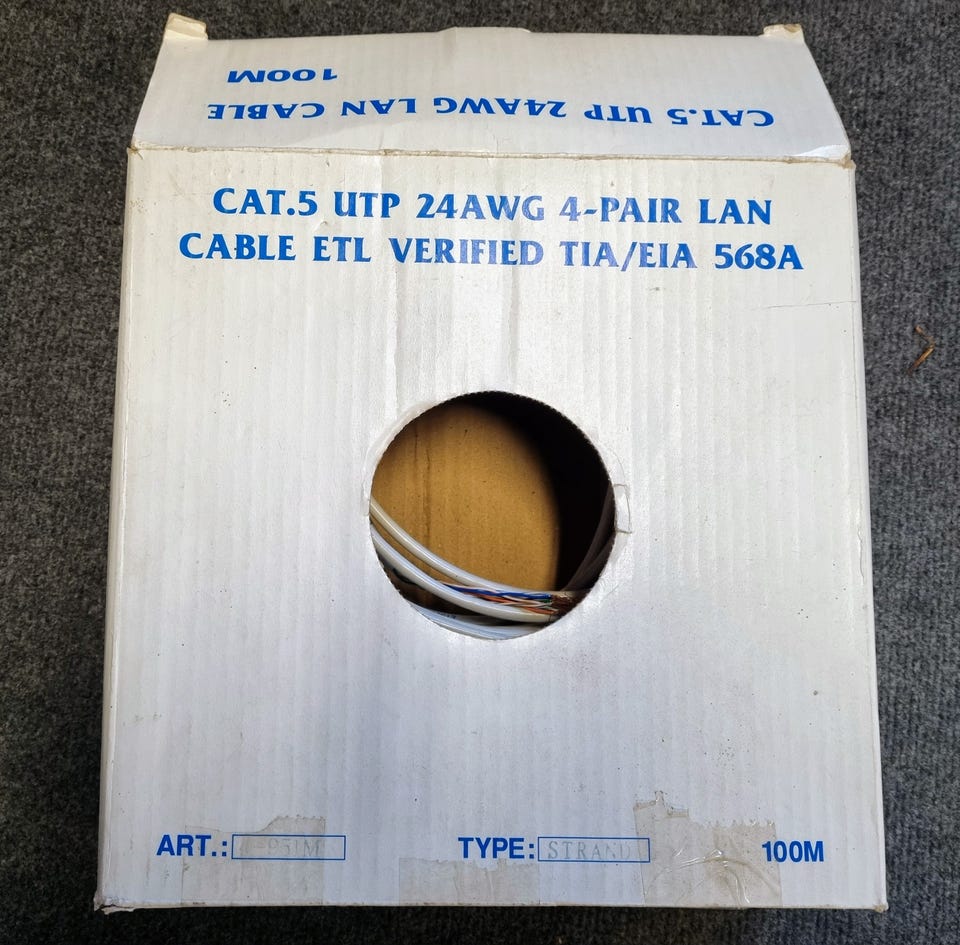 100M
CAT.5 UTP 24AWG LAN CABLE
CAT.5 UTP 24AWG 4-PAIR LAN
CABLE ETL VERIFIED TIA/EIA 568A
ART.:
TYPE: STRAND 100M